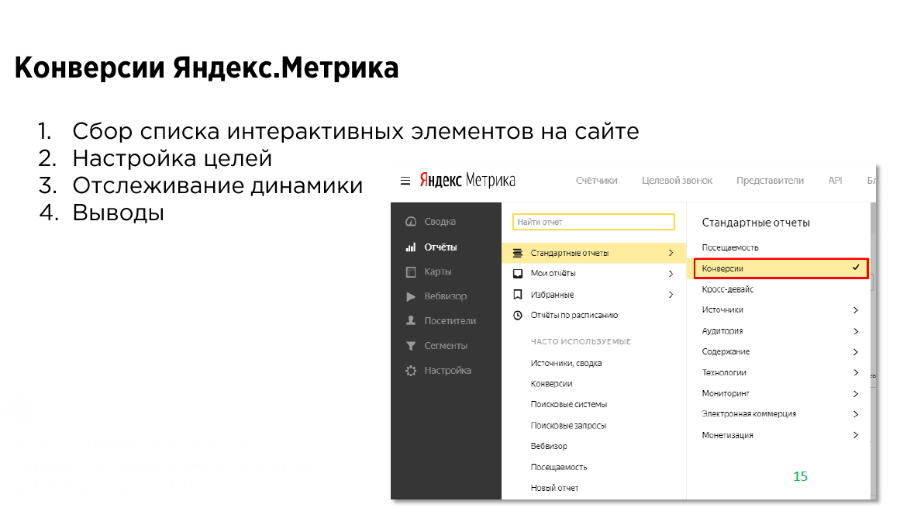 Конверсии Яндекс.Метрика
1. Сбор списка интерактивных элементов на сайте
2. Настройка целей
3. Отслеживание динамики
4. Выводы
Яндекс Метрика
Счётчики Целевой звонок Представители API Бл
Сводка
Отчёты
Карты
Вебвизор
Посетители
Сегменты
Настройка
Найти отчет
Стандартные отчеты
Мои отчёты
Избранные
Отчёты по расписанию
ЧАСТО ИСПОЛЬЗУЕМЫЕ
Источники, сводка
Конверсии
Поисковые системы
Поисковые запросы
Вебвизор
Посещаемость
Новый отчет
Стандартные отчеты
Посещаемость
Конверсии
Кросс-девайс
Источники
Аудитория
Содержание
Технологии
Мониторинг
Электронная коммерция
Монетизация
15